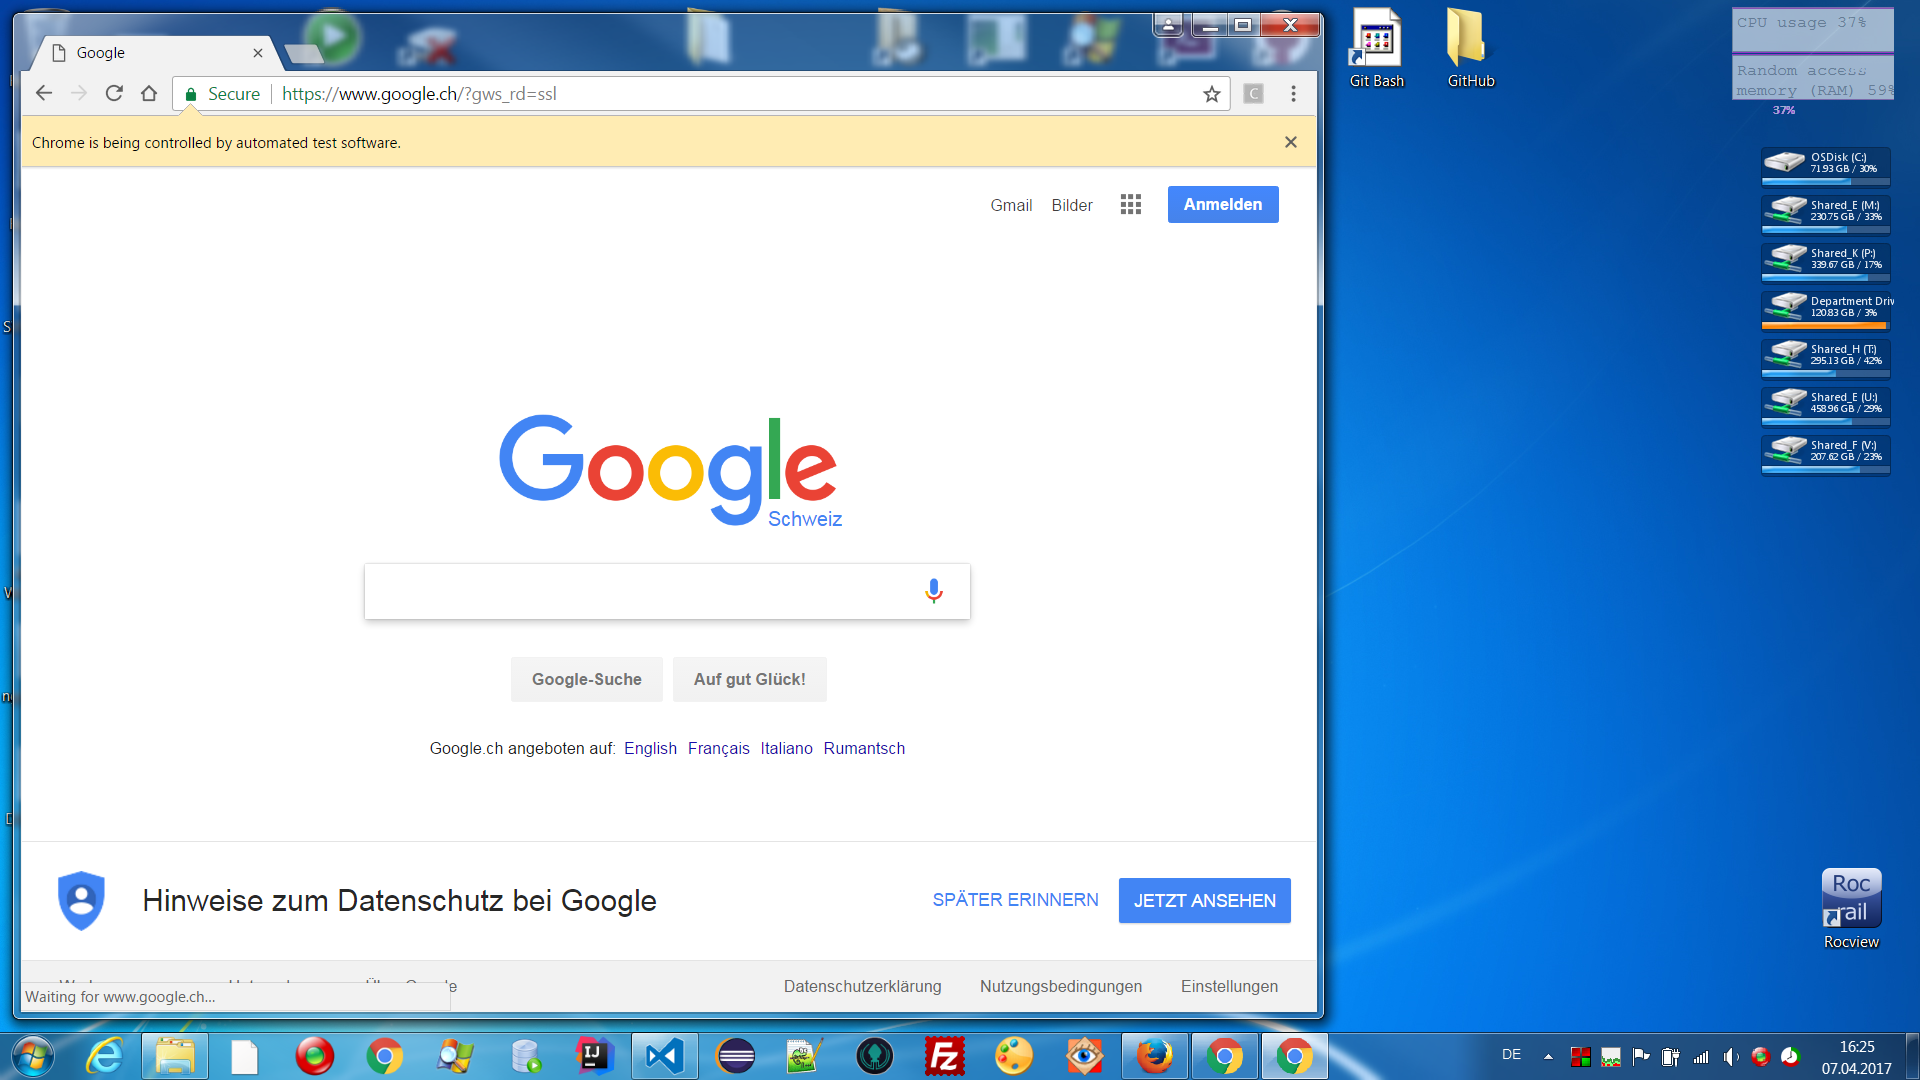 Google
Secure
https://www.google.ch/?gws_rd=ssl
C
Chrome is being controlled by automated test software.
Gmail Bilder Anmelden
Google
Schweiz
Google-Suche Auf gut Glück!
Google.ch angeboten auf: English Français Italiano Rumantsch
Hinweise zum Datenschutz bei Google
SPÄTER ERINNERN JETZT ANSEHEN
Datenschutzerklärung Nutzungsbedingungen Einstellungen
Waiting for www.google.ch...
Git Bash
GitHub
CPU usage 37%
Random access
memory (RAM) 59%
37%
OSDisk (C:)
71.93 GB / 30%
Shared_E (M:)
230.75 GB / 33%
Shared_K (P:)
339.67 GB / 17%
Department Driv
120.83 GB / 3%
Shared_H (T:)
295.13 GB / 42%
Shared_E (U:)
458.96 GB / 29%
Shared_F (V:)
207.62 GB / 23%
Roc
rail
Rocview
IJ
Fz
DE
16:25
07.04.2017